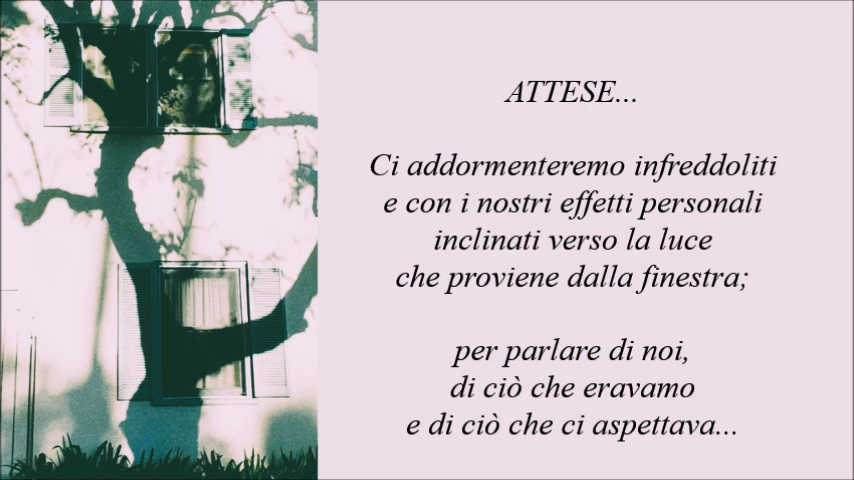 ATTESE...
Ci addormenteremo infreddoliti
e con i nostri effetti personali
inclinati verso la luce
che proviene dalla finestra;
per parlare di noi,
di ciò che eravamo
e di ciò che ci aspettava...